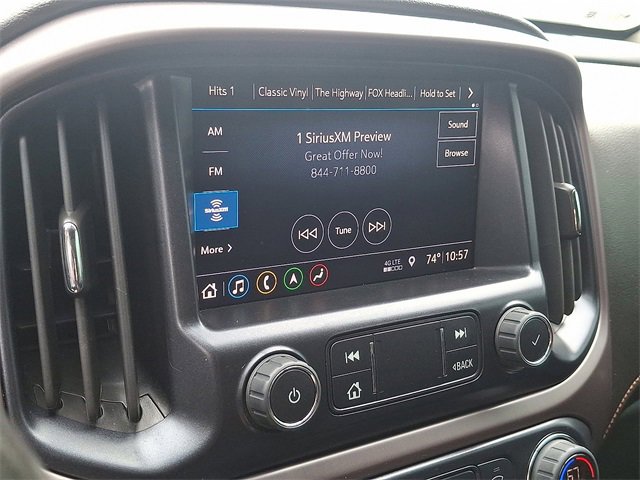 Hits 1 Classic Vinyl The Highway FOX Headli... Hold to Set
AM
1 SiriusXM Preview
Sound
Great Offer Now!
Browse
FM
844-711-8800
SiriusXM
Tune
More
4G LTE
74° 10:57
BACK